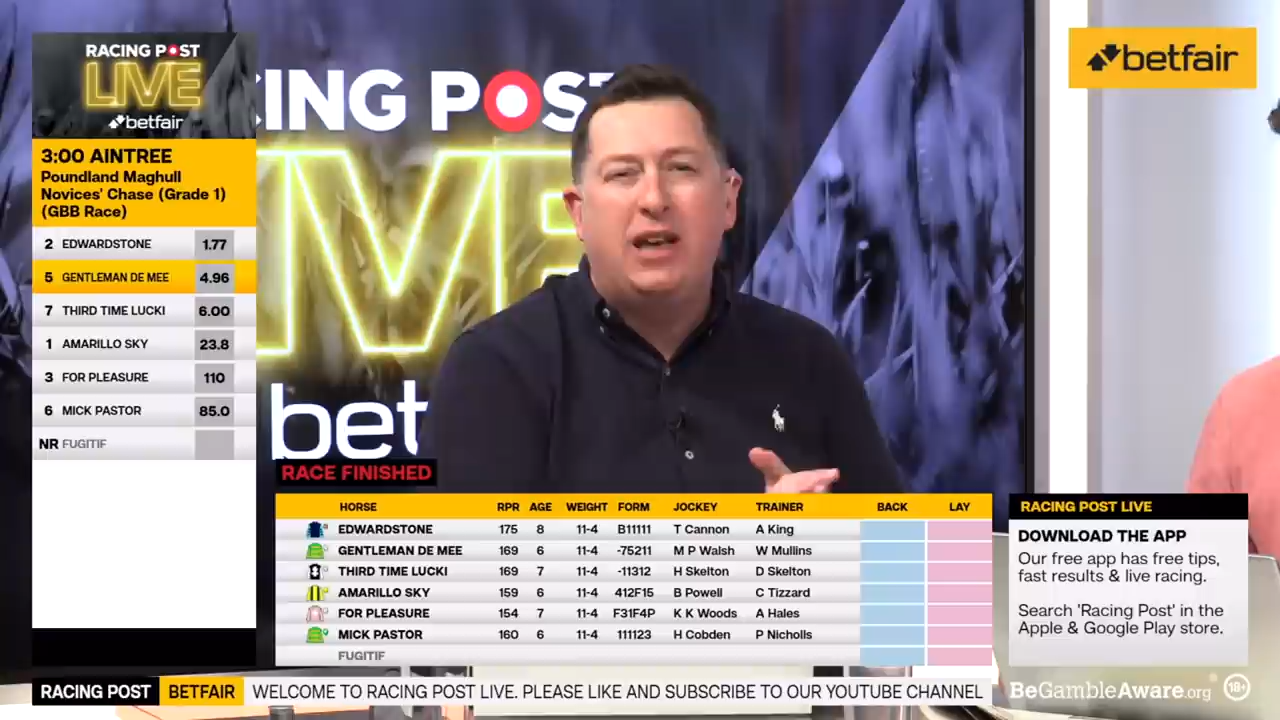 RACING POST
LIVE
betfair
3:00 AINTREE
Poundland Maghull
Novices' Chase (Grade 1)
(GBB Race)
2 EDWARDSTONE 1.77
5 GENTLEMAN DE MEE 4.96
7 THIRD TIME LUCKI 6.00
1 AMARILLO SKY 23.8
3 FOR PLEASURE 110
6 MICK PASTOR 85.0
NR FUGITIF
CING POST
IVE
bet
betfair
RACE FINISHED
HORSE RPR AGE WEIGHT FORM JOCKEY TRAINER BACK LAY
EDWARDSTONE 175 8 11-4 B11111 T Cannon A King
GENTLEMAN DE MEE 169 6 11-4 -75211 M P Walsh W Mullins
THIRD TIME LUCKI 169 7 11-4 -11312 H Skelton D Skelton
AMARILLO SKY 159 6 11-4 412F15 B Powell C Tizzard
FOR PLEASURE 154 7 11-4 F31F4P K K Woods A Hales
MICK PASTOR 160 6 11-4 111123 H Cobden P Nicholls
FUGITIF
RACING POST LIVE
DOWNLOAD THE APP
Our free app has free tips,
fast results & live racing.
Search 'Racing Post' in the
Apple & Google Play store.
RACING POST BETFAIR WELCOME TO RACING POST LIVE. PLEASE LIKE AND SUBSCRIBE TO OUR YOUTUBE CHANNEL
BeGambleAware.org 18+